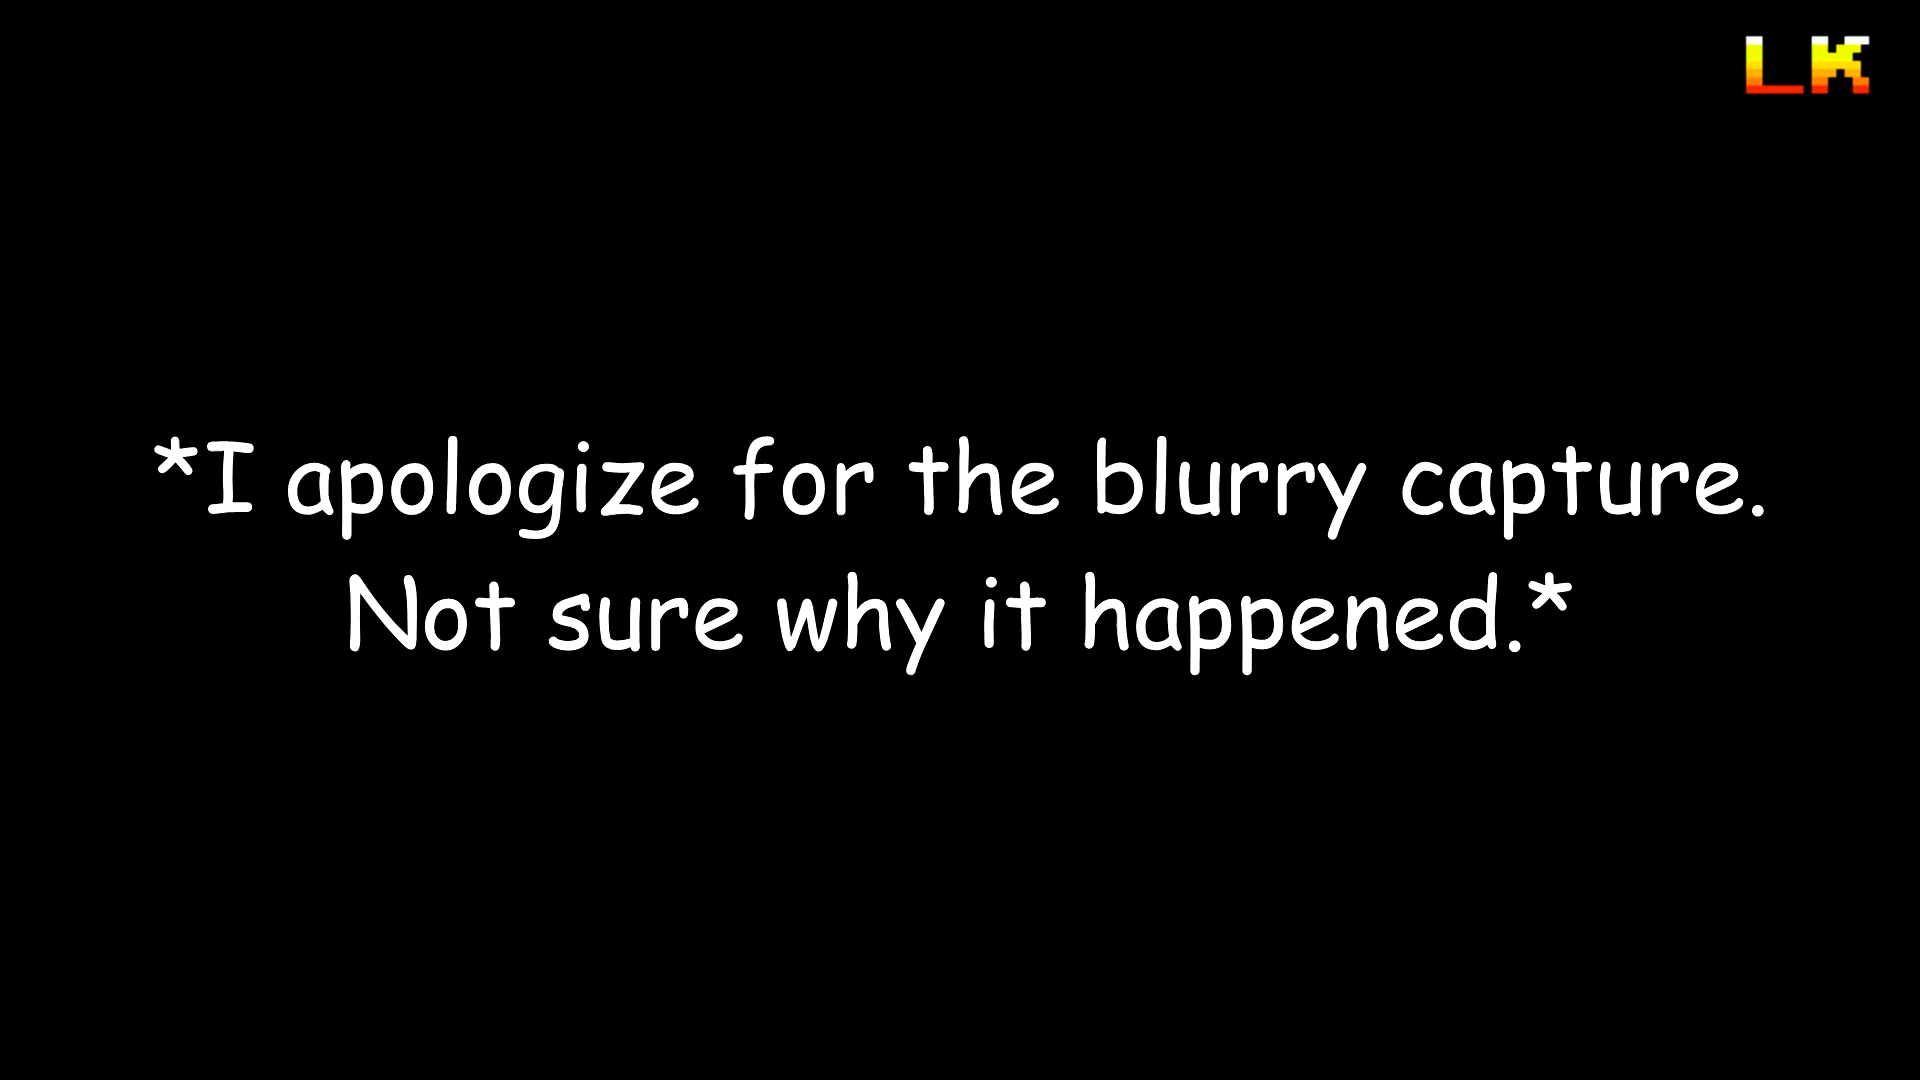 LK
*I apologize for the blurry capture.
Not sure why it happened.*